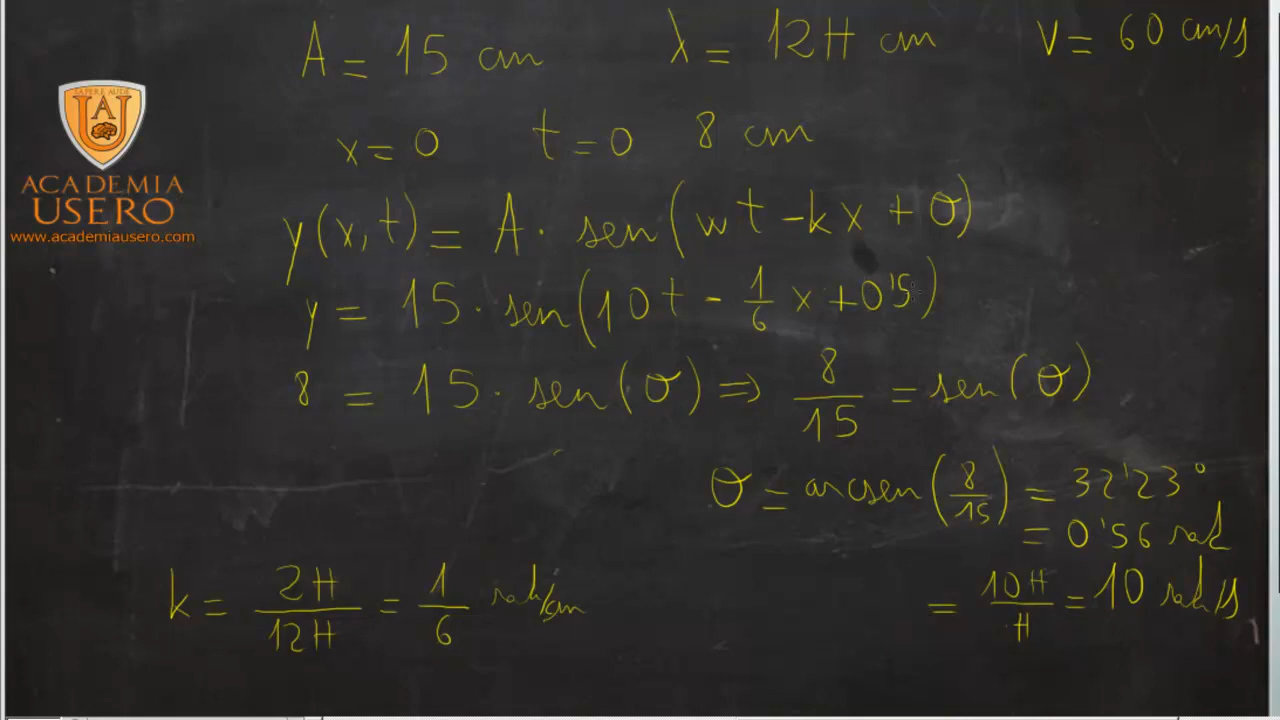 A = 15 cm λ = 12π cm V = 60 cm/s
SAPERE AUDE
UA
ACADEMIA
USERO
www.academiausero.com
x = 0 t = 0 8 cm
y(x,t) = A · sen(wt - kx + θ)
y = 15 · sen(10t - 1/6 x + 0'5)
8 = 15 · sen(θ) ⇒ 8/15 = sen(θ)
θ = arcsen(8/15) = 32'23°
= 0'56 rad
k = 2π/12π = 1/6 rad/cm = 10π/π = 10 rad/s